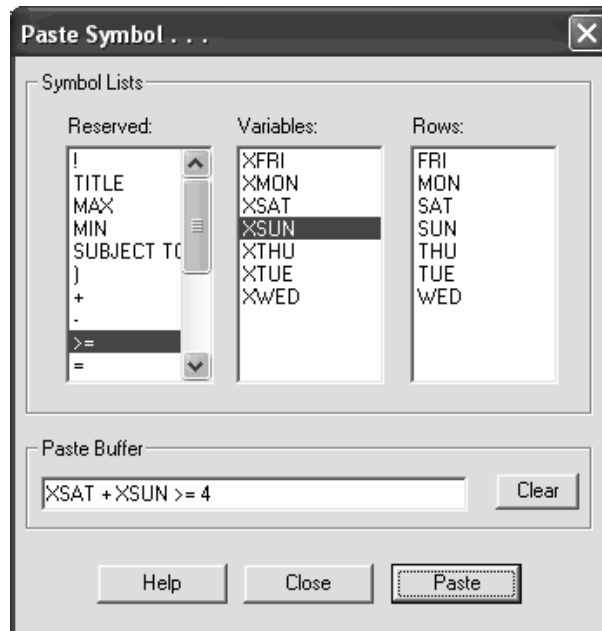 Paste Symbol . . .
Symbol Lists
Reserved:
!
TITLE
MAX
MIN
SUBJECT TO
)
+
-
>=
=
Variables:
XFRI
XMON
XSAT
XSUN
XTHU
XTUE
XWED
Rows:
FRI
MON
SAT
SUN
THU
TUE
WED
Paste Buffer
XSAT + XSUN >= 4
Clear
Help
Close
Paste